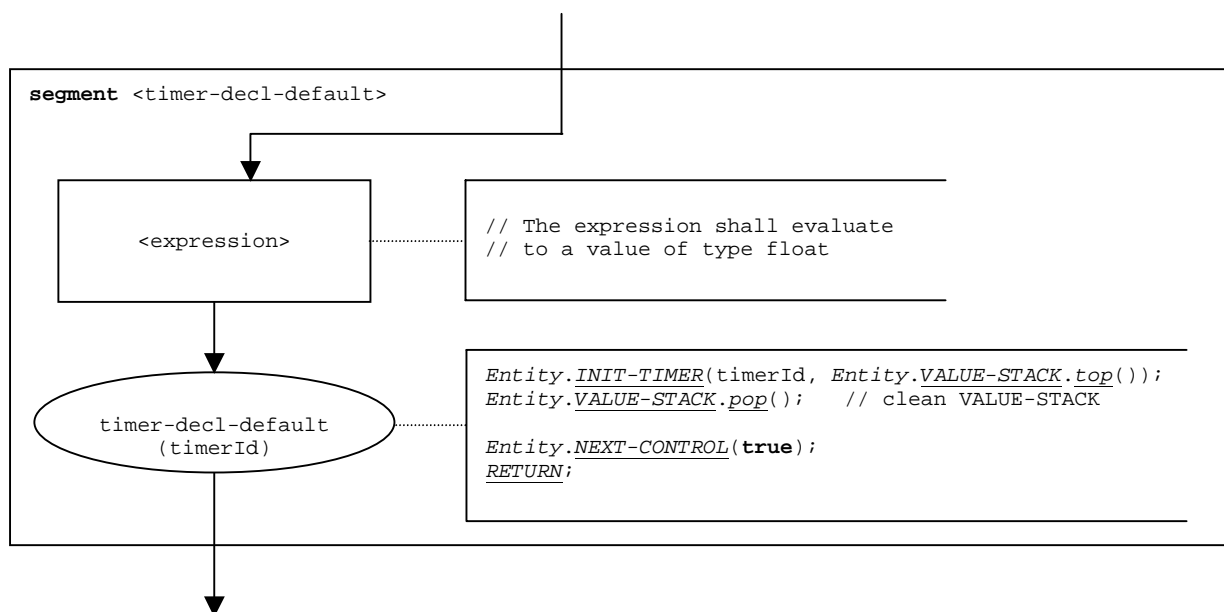 segment <timer-decl-default>
<expression>
// The expression shall evaluate
// to a value of type float
timer-decl-default
(timerId)
Entity.INIT-TIMER(timerId, Entity.VALUE-STACK.top());
Entity.VALUE-STACK.pop();   // clean VALUE-STACK
Entity.NEXT-CONTROL(true);
RETURN;